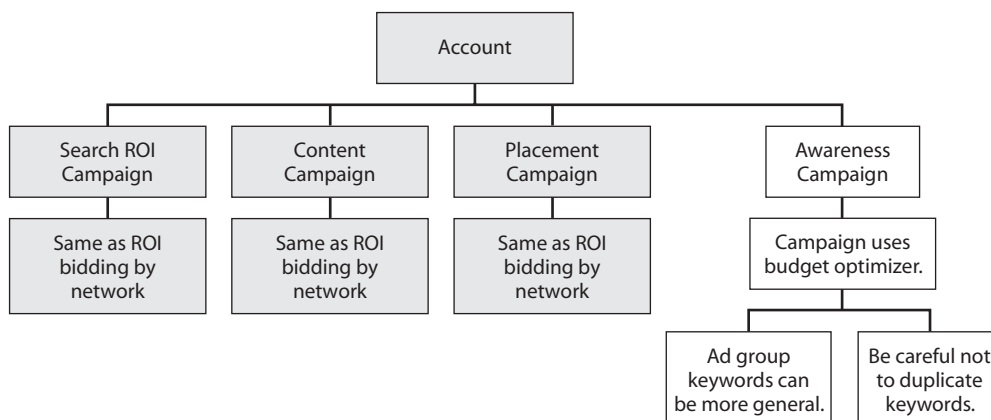 Account
Search ROI
Campaign
Content
Campaign
Placement
Campaign
Awareness
Campaign
Same as ROI
bidding by
network
Same as ROI
bidding by
network
Same as ROI
bidding by
network
Campaign uses
budget optimizer.
Ad group
keywords can
be more general.
Be careful not
to duplicate
keywords.